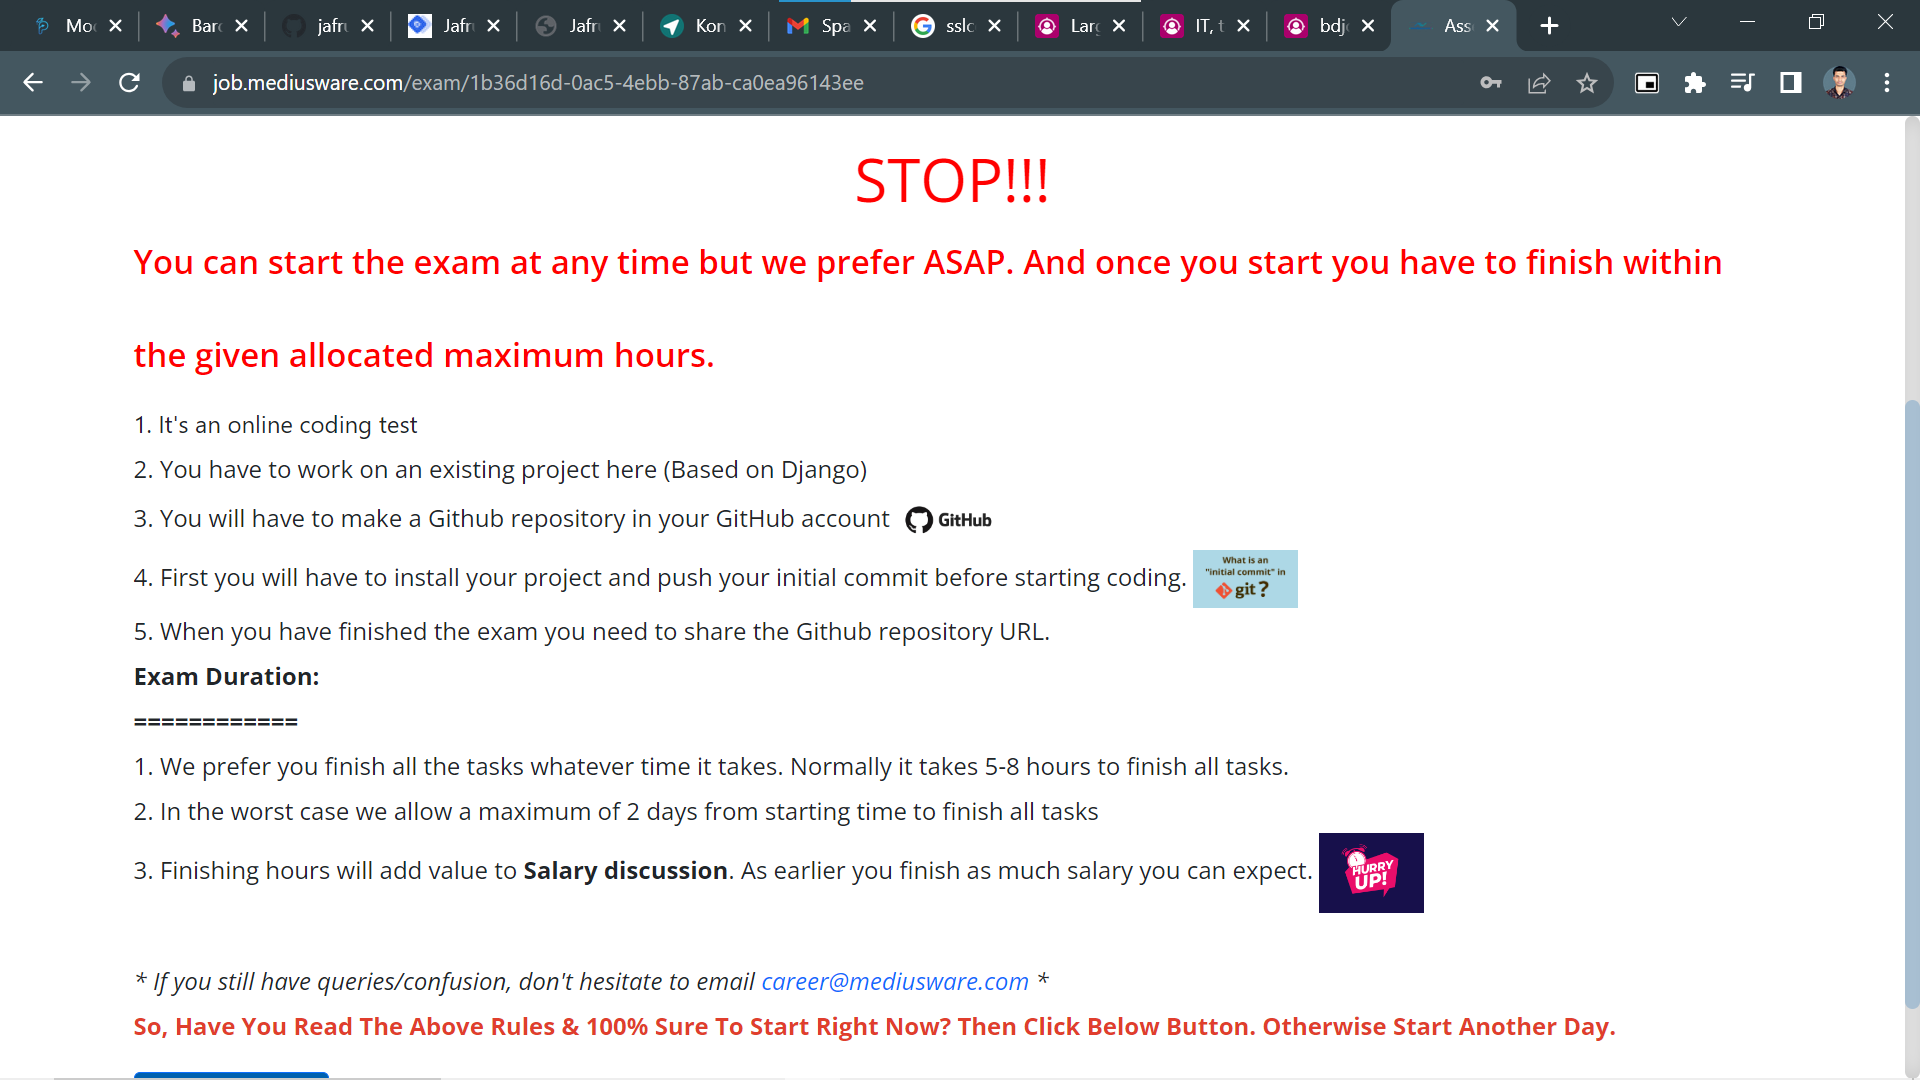 Mo
Bar
jafr
Jafr
Jafr
Kon
Spa
sslc
Larg
IT, t
bdj
Ass
job.mediusware.com/exam/1b36d16d-0ac5-4ebb-87ab-ca0ea96143ee
STOP!!!
You can start the exam at any time but we prefer ASAP. And once you start you have to finish within
the given allocated maximum hours.
1. It's an online coding test
2. You have to work on an existing project here (Based on Django)
3. You will have to make a Github repository in your GitHub account GitHub
What is an
"initial commit" in
git?
4. First you will have to install your project and push your initial commit before starting coding.
5. When you have finished the exam you need to share the Github repository URL.
Exam Duration:
============
1. We prefer you finish all the tasks whatever time it takes. Normally it takes 5-8 hours to finish all tasks.
2. In the worst case we allow a maximum of 2 days from starting time to finish all tasks
3. Finishing hours will add value to Salary discussion. As earlier you finish as much salary you can expect.
HURRY
UP!
* If you still have queries/confusion, don't hesitate to email career@mediusware.com *
So, Have You Read The Above Rules & 100% Sure To Start Right Now? Then Click Below Button. Otherwise Start Another Day.